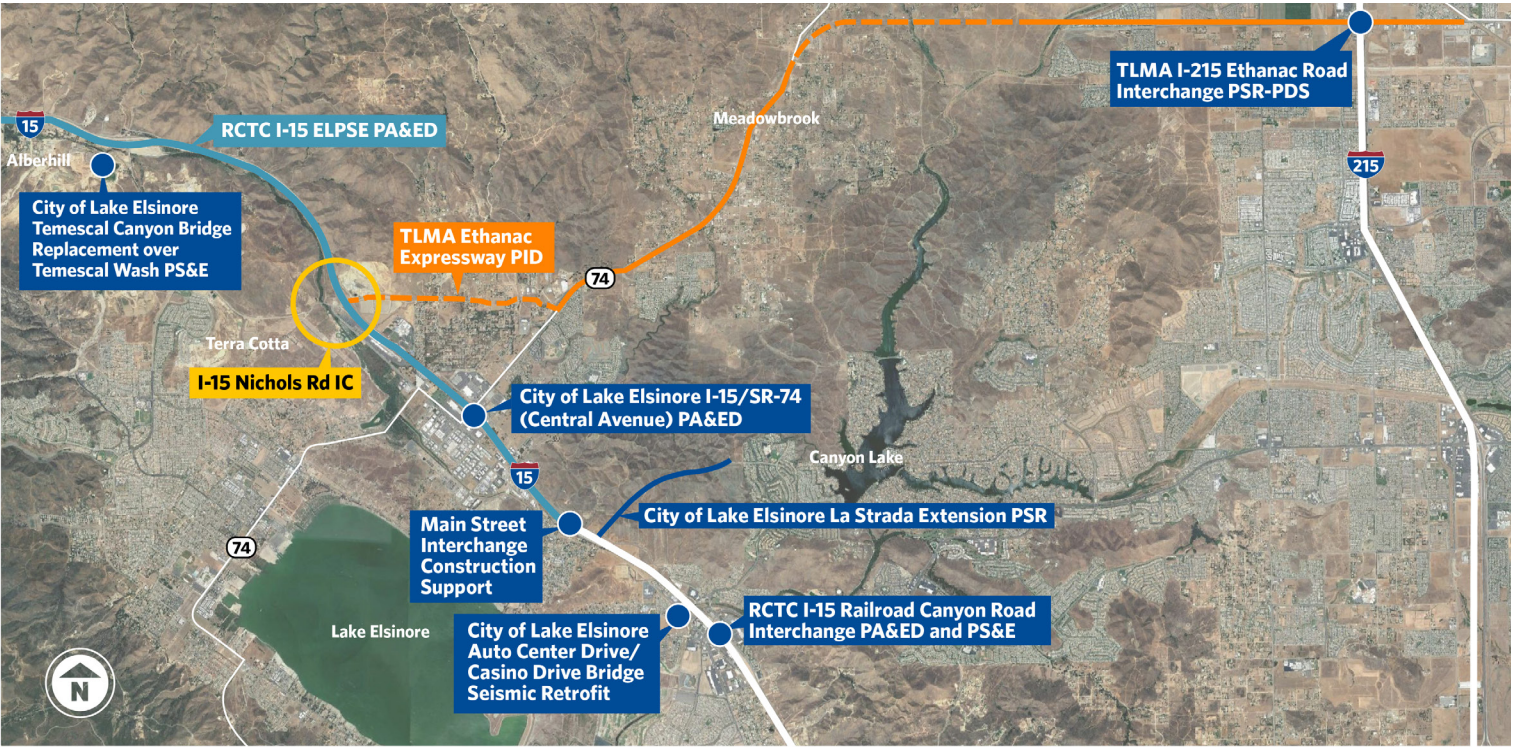 TLMA I-215 Ethanac Road
Interchange PSR-PDS
Meadowbrook
15
RCTC I-15 ELPSE PA&ED
Alberhill
215
City of Lake Elsinore
Temescal Canyon Bridge
Replacement over
Temescal Wash PS&E
TLMA Ethanac
Expressway PID
74
Terra Cotta
I-15 Nichols Rd IC
City of Lake Elsinore I-15/SR-74
(Central Avenue) PA&ED
Canyon Lake
15
City of Lake Elsinore La Strada Extension PSR
Main Street
Interchange
Construction
Support
74
Lake Elsinore
City of Lake Elsinore
Auto Center Drive/
Casino Drive Bridge
Seismic Retrofit
RCTC I-15 Railroad Canyon Road
Interchange PA&ED and PS&E
N